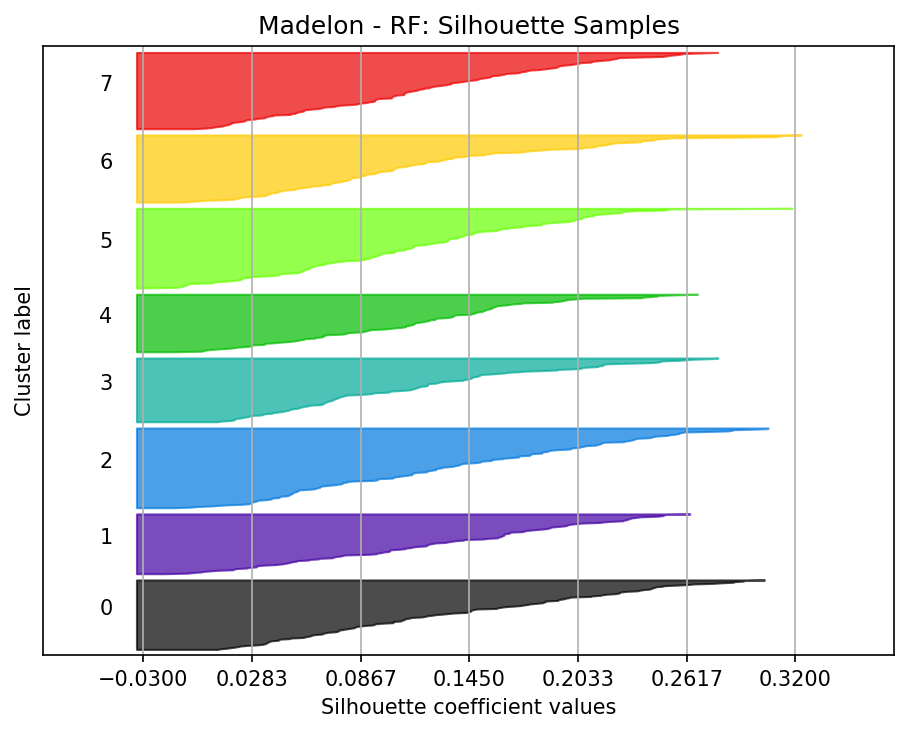 Madelon - RF: Silhouette Samples
7
6
5
4
3
2
1
0
Cluster label
−0.0300 0.0283 0.0867 0.1450 0.2033 0.2617 0.3200
Silhouette coefficient values